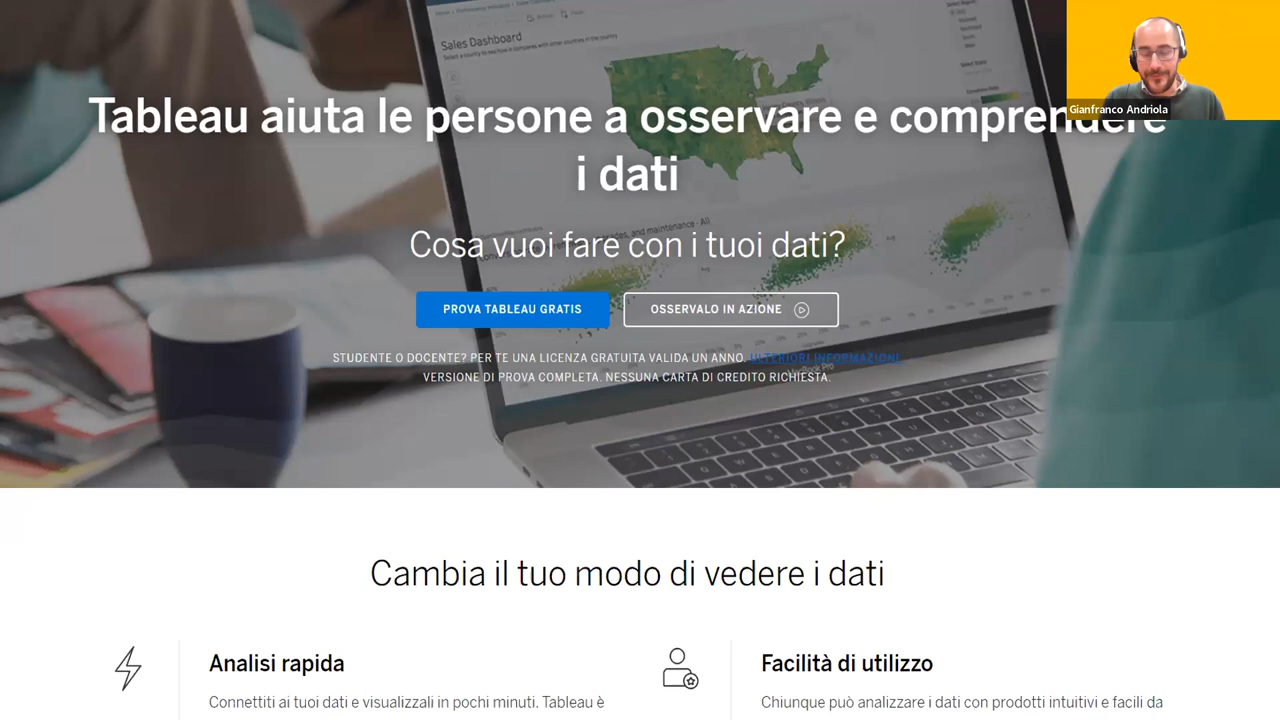 Sales Dashboard
Gianfranco Andriola
Tableau aiuta le persone a osservare e comprendere
i dati
Cosa vuoi fare con i tuoi dati?
PROVA TABLEAU GRATIS
OSSERVALO IN AZIONE
STUDENTE O DOCENTE? PER TE UNA LICENZA GRATUITA VALIDA UN ANNO. ULTERIORI INFORMAZIONI
VERSIONE DI PROVA COMPLETA. NESSUNA CARTA DI CREDITO RICHIESTA.
MacBook Pro
Cambia il tuo modo di vedere i dati
Analisi rapida
Connettiti ai tuoi dati e visualizzali in pochi minuti. Tableau è
Facilità di utilizzo
Chiunque può analizzare i dati con prodotti intuitivi e facili da